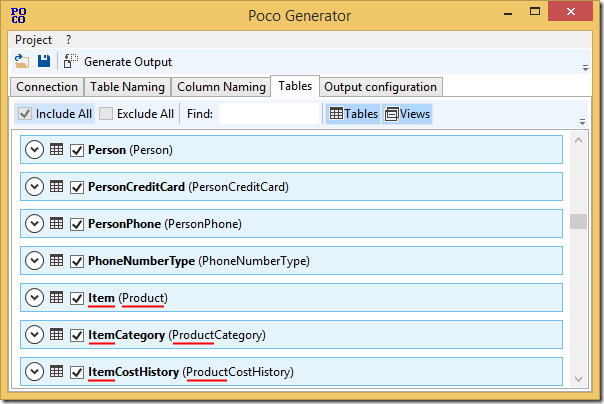 PO
CO
Poco Generator
Project ?
Generate Output
Connection Table Naming Column Naming Tables Output configuration
Include All Exclude All Find: Tables Views
Person (Person)
PersonCreditCard (PersonCreditCard)
PersonPhone (PersonPhone)
PhoneNumberType (PhoneNumberType)
Item (Product)
ItemCategory (ProductCategory)
ItemCostHistory (ProductCostHistory)